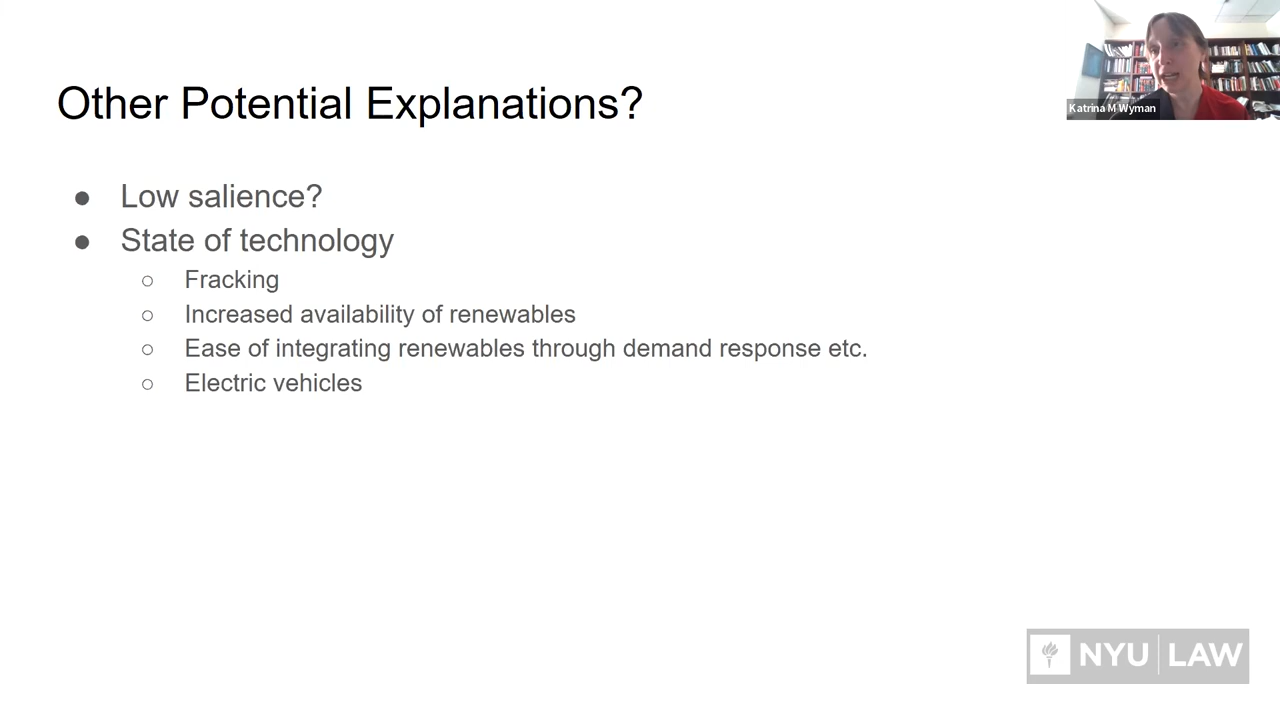 Other Potential Explanations?
Katrina M Wyman
● Low salience?
● State of technology
○ Fracking
○ Increased availability of renewables
○ Ease of integrating renewables through demand response etc.
○ Electric vehicles
NYU LAW